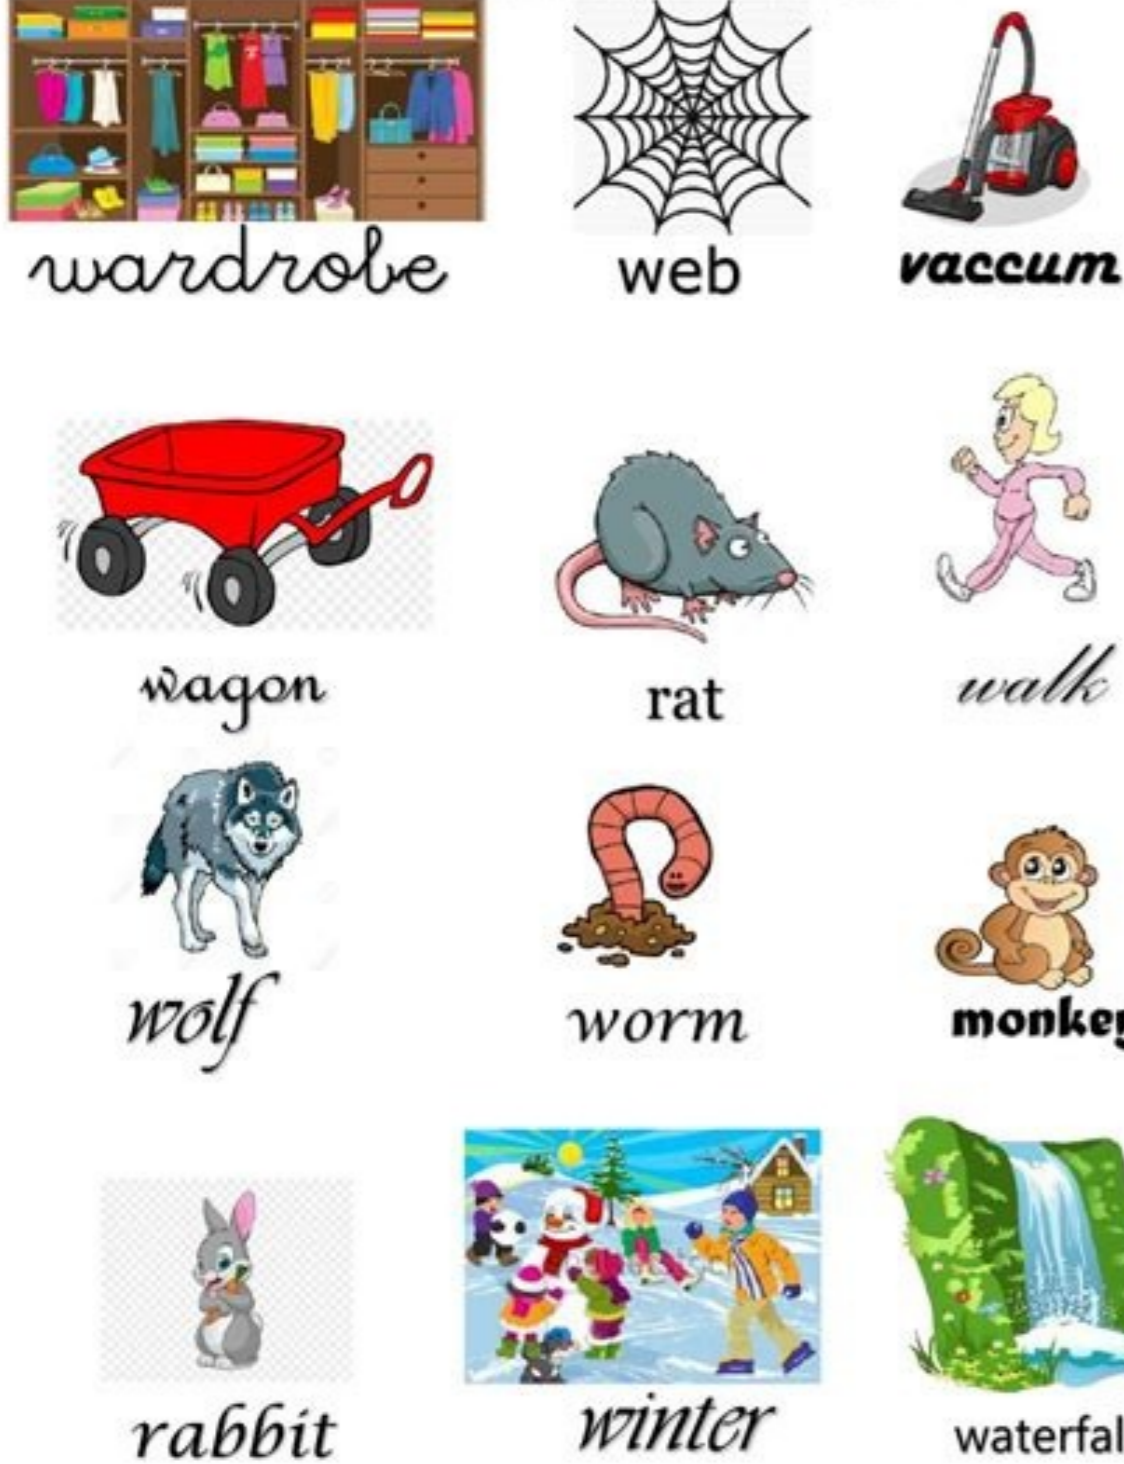 wardrobe
web
vaccum
wagon
rat
walk
wolf
worm
monkey
rabbit
winter
waterfal